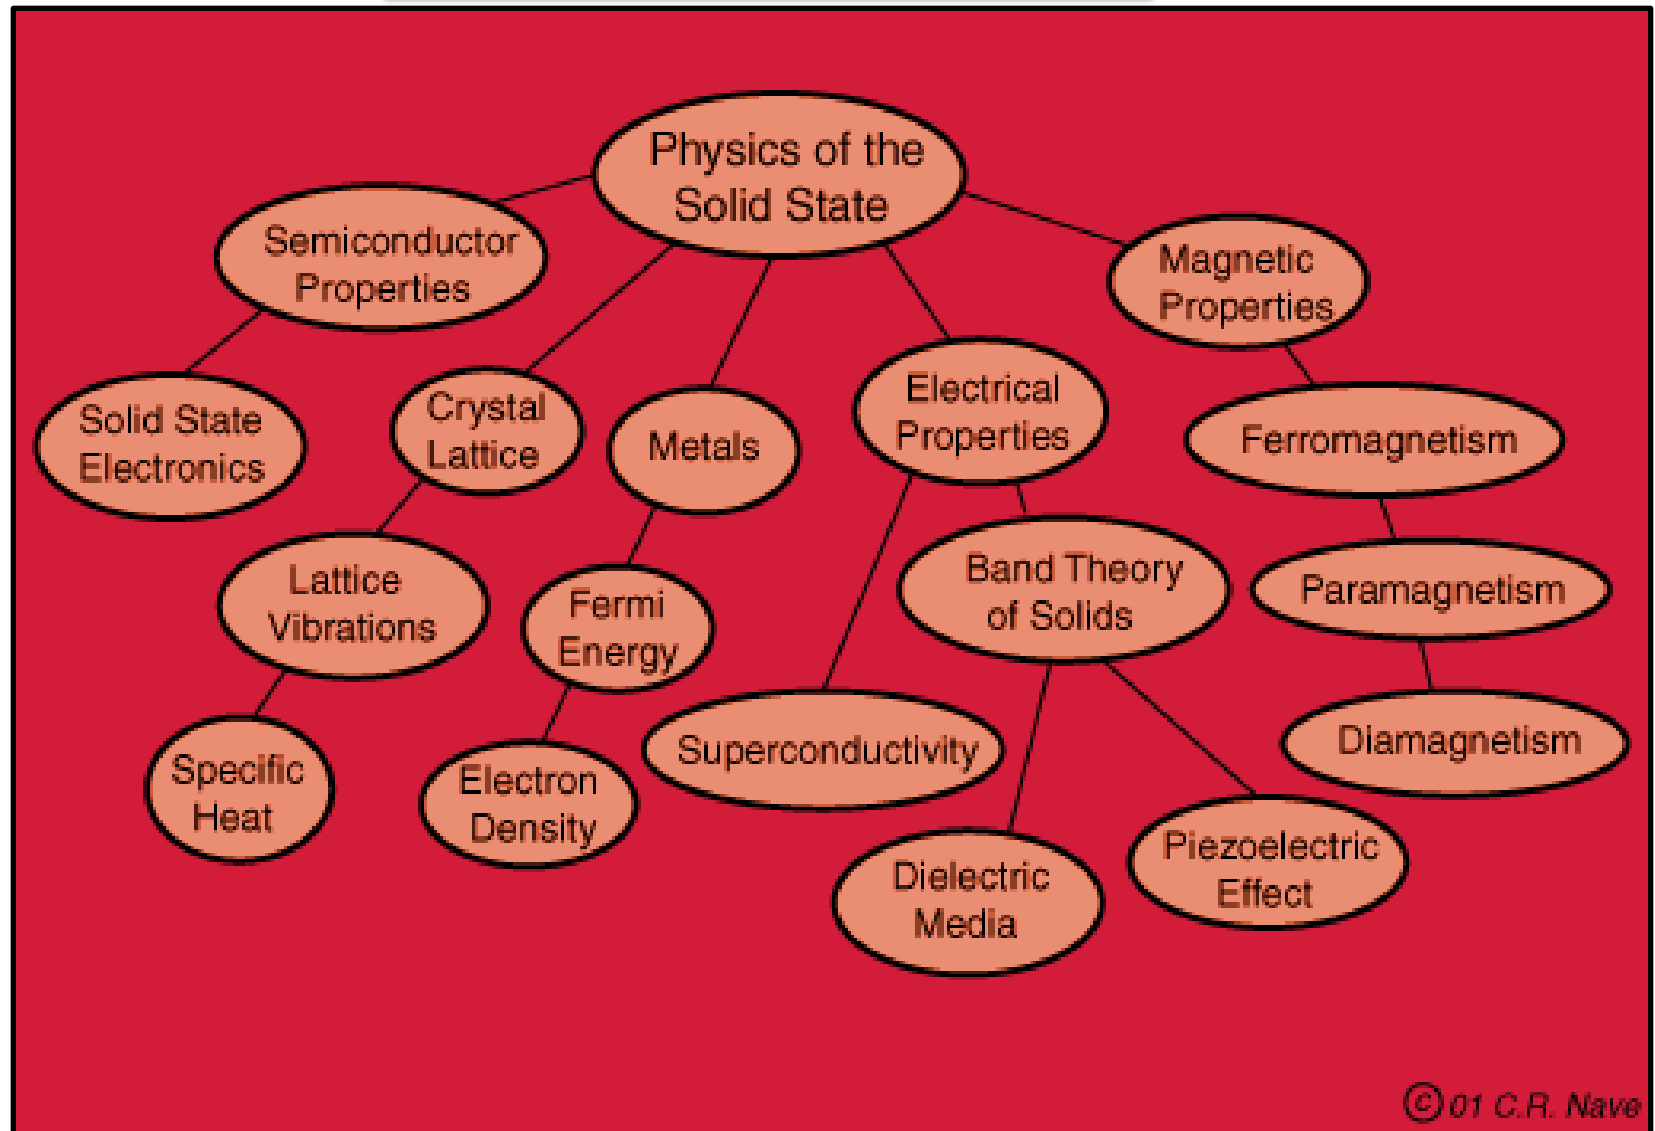 Physics of the
Solid State
Semiconductor
Properties
Magnetic
Properties
Solid State
Electronics
Crystal
Lattice
Metals
Electrical
Properties
Ferromagnetism
Lattice
Vibrations
Fermi
Energy
Band Theory
of Solids
Paramagnetism
Specific
Heat
Electron
Density
Superconductivity
Diamagnetism
Dielectric
Media
Piezoelectric
Effect
© 01 C.R. Nave